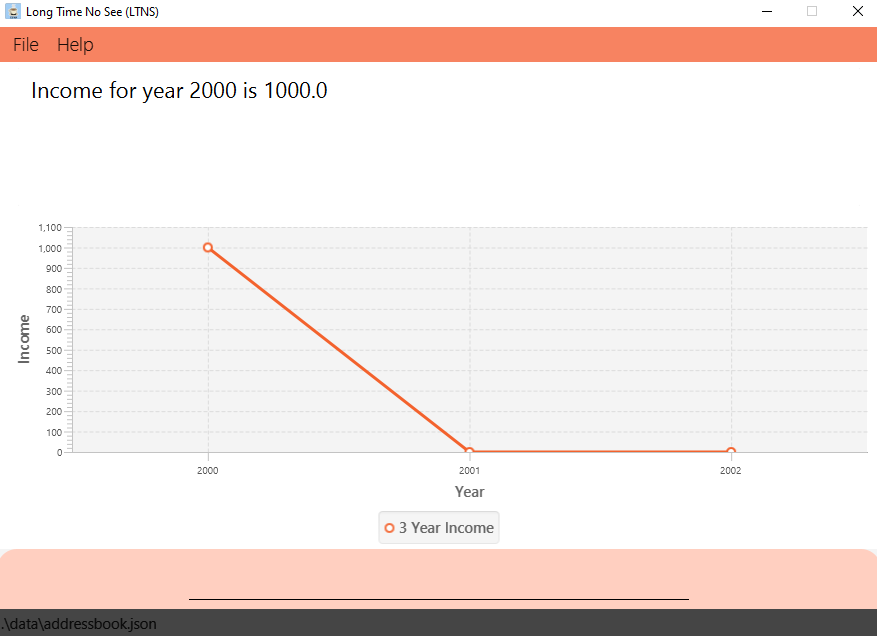 Long Time No See (LTNS)
File Help
Income for year 2000 is 1000.0
1,100
1,000
900
800
700
600
500
400
300
200
100
0
Income
2000 2001 2002
Year
3 Year Income
.\data\addressbook.json